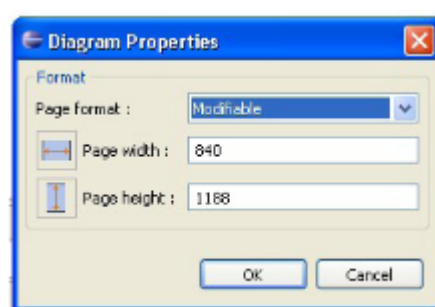 Diagram Properties
Format
Page format : Modifiable
Page width : 840
Page height : 1188
OK Cancel